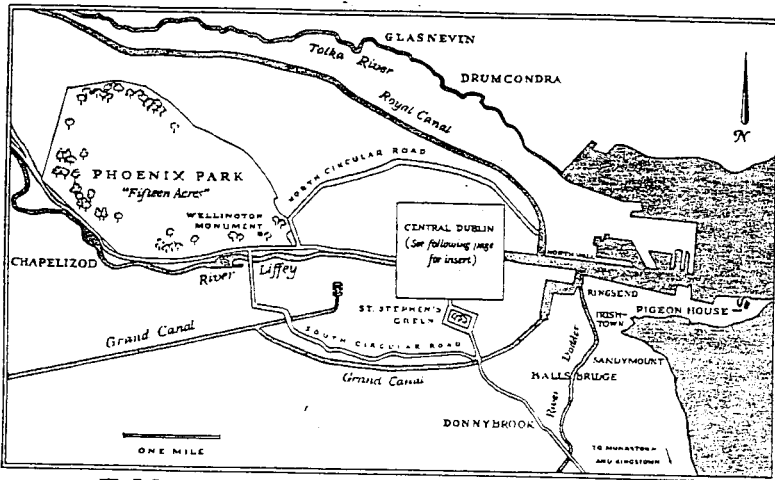 GLASNEVIN
Tolka River
DRUMCONDRA
Royal Canal
N
PHOENIX PARK
"Fifteen Acres"
NORTH CIRCULAR ROAD
WELLINGTON
MONUMENT
CENTRAL DUBLIN
(See following page
for insert)
NORTH WALL
CHAPELIZOD
River Liffey
RINGSEND
IRISH-
TOWN
PIGEON HOUSE
ST. STEPHEN'S
GREEN
Grand Canal
SOUTH CIRCULAR ROAD
SANDYMOUNT
River Dodder
BALLSBRIDGE
Grand Canal
DONNYBROOK
ONE MILE
TO MONKSTOWN
AND KINGSTOWN